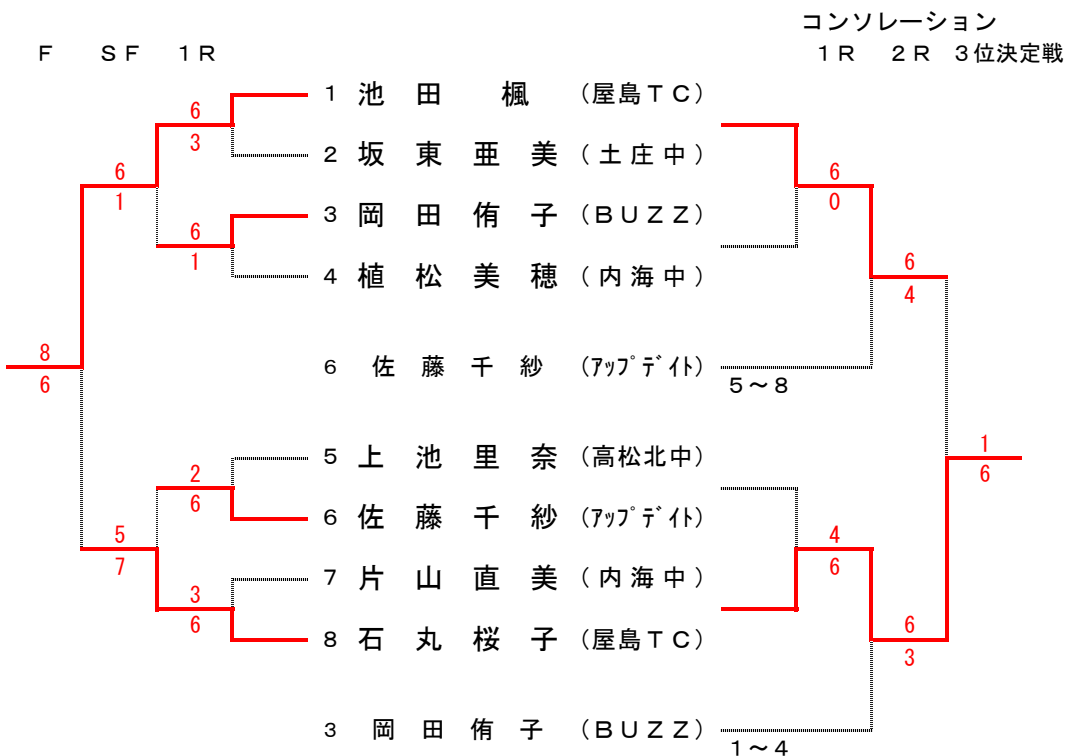 コンソレーション
F SF 1R 1R 2R 3位決定戦
1 池田 楓 (屋島TC)
6
3
2 坂東亜美 (土庄中)
6 6
1 0
3 岡田侑子 (BUZZ)
6
1
4 植松美穂 (内海中)
6
4
8 6 佐藤千紗 (アップデイト)
6 5~8
5 上池里奈 (高松北中) 1
2 6
6
6 佐藤千紗 (アップデイト)
5 4
7 6
7 片山直美 (内海中)
3
6
8 石丸桜子 (屋島TC) 6
3
3 岡田侑子 (BUZZ)
1~4